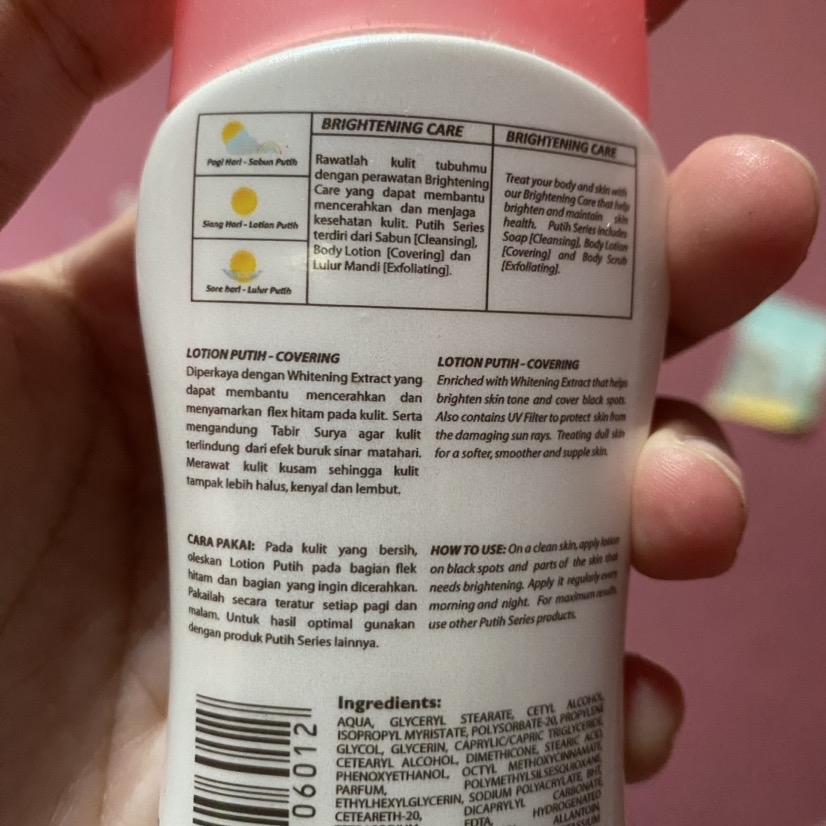 BRIGHTENING CARE
Pagi Hari - Sabun Putih
Siang Hari - Lotion Putih
Sore hari - Lulur Putih
Rawatlah kulit tubuhmu
dengan perawatan Brightening
Care yang dapat membantu
mencerahkan dan menjaga
kesehatan kulit. Putih Series
terdiri dari Sabun [Cleansing],
Body Lotion [Covering] dan
Lulur Mandi [Exfoliating].
BRIGHTENING CARE
Treat your body and skin with
our Brightening Care that help
brighten and maintain skin
health. Putih Series includes
Soap [Cleansing], Body Lotion
[Covering] and Body Scrub
[Exfoliating].
LOTION PUTIH - COVERING
Diperkaya dengan Whitening Extract yang
dapat membantu mencerahkan dan
menyamarkan flex hitam pada kulit. Serta
mengandung Tabir Surya agar kulit
terlindung dari efek buruk sinar matahari.
Merawat kulit kusam sehingga kulit
tampak lebih halus, kenyal dan lembut.
LOTION PUTIH - COVERING
Enriched with Whitening Extract that helps
brighten skin tone and cover black spots.
Also contains UV Filter to protect skin from
the damaging sun rays. Treating dull skin
for a softer, smoother and supple skin.
CARA PAKAI: Pada kulit yang bersih,
oleskan Lotion Putih pada bagian flek
hitam dan bagian yang ingin dicerahkan.
Pakailah secara teratur setiap pagi dan
malam. Untuk hasil optimal gunakan
dengan produk Putih Series lainnya.
HOW TO USE: On a clean skin, apply lotion
on black spots and parts of the skin that
needs brightening. Apply it regularly every
morning and night. For maximum results
use other Putih Series products.
06012
Ingredients:
AQUA, GLYCERYL STEARATE, CETYL ALCOHOL,
ISOPROPYL MYRISTATE, POLYSORBATE-20, PROPYLENE
GLYCOL, GLYCERIN, CAPRYLIC/CAPRIC TRIGLYCERIDE,
CETEARYL ALCOHOL, DIMETHICONE, STEARIC ACID,
PHENOXYETHANOL, OCTYL METHOXYCINNAMATE,
PARFUM, POLYMETHYLSILSESQUIOXANE,
ETHYLHEXYLGLYCERIN, SODIUM POLYACRYLATE, BHT,
CETEARETH-20, DICAPRYLYL CARBONATE,
EDTA, HYDROGENATED
ALLANTOIN,